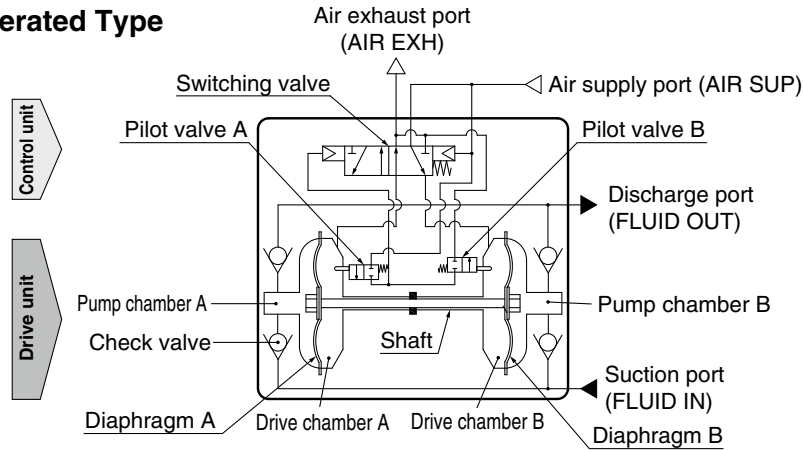 erated Type
Air exhaust port
(AIR EXH)
Switching valve
Air supply port (AIR SUP)
Pilot valve A
Pilot valve B
Control unit
Discharge port
(FLUID OUT)
Drive unit
Pump chamber A
Pump chamber B
Check valve
Shaft
Suction port
(FLUID IN)
Diaphragm A
Drive chamber A
Drive chamber B
Diaphragm B